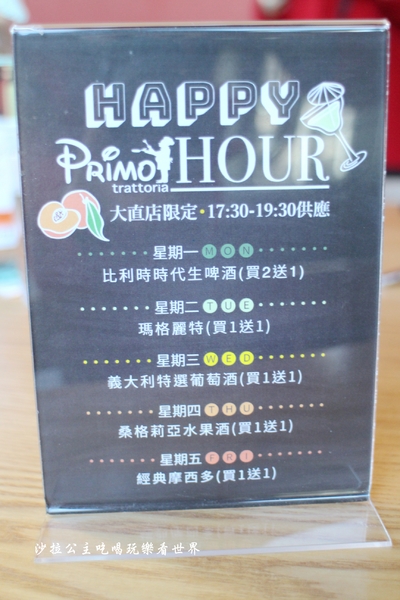 HAPPY
PRIMO HOUR
trattoria
大直店限定•17:30-19:30供應
星期一 MON
比利時時代生啤酒(買2送1)
星期二 TUE
瑪格麗特(買1送1)
星期三 WED
義大利特選葡萄酒(買1送1)
星期四 THU
桑格莉亞水果酒(買1送1)
星期五 FRI
經典摩西多(買1送1)
沙拉公主吃喝玩樂看世界